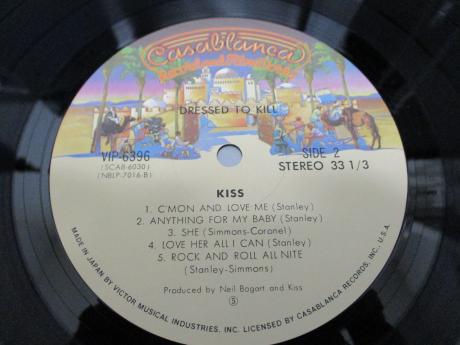 Casablanca
Record and FilmWorks
DRESSED TO KILL
VIP-6396
(SCAB-6030)
(NBLP-7016-B)
SIDE 2
STEREO 33 1/3
KISS
1. C'MON AND LOVE ME (Stanley)
2. ANYTHING FOR MY BABY (Stanley)
3. SHE (Simmons-Coronel)
4. LOVE HER ALL I CAN (Stanley)
5. ROCK AND ROLL ALL NITE
(Stanley-Simmons)
Produced by Neil Bogart and Kiss
Ⓢ
MADE IN JAPAN BY VICTOR MUSICAL INDUSTRIES, INC. LICENSED BY CASABLANCA RECORDS, INC., U.S.A.